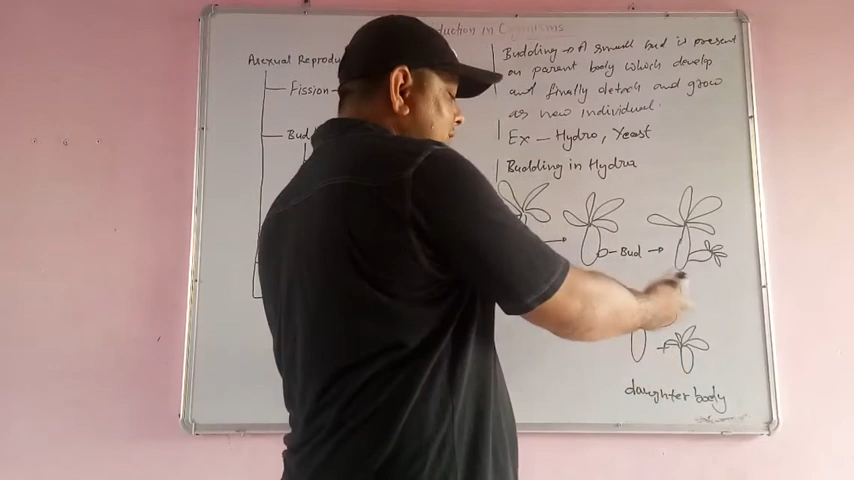 duction in Organisms
Asexual Reprodu
Fission
Bud
Budding → A small bud is present
on parent body which develop
and finally detach and grow
as new individual.
Ex – Hydro, Yeast
Budding in Hydra
Bud
daughter body